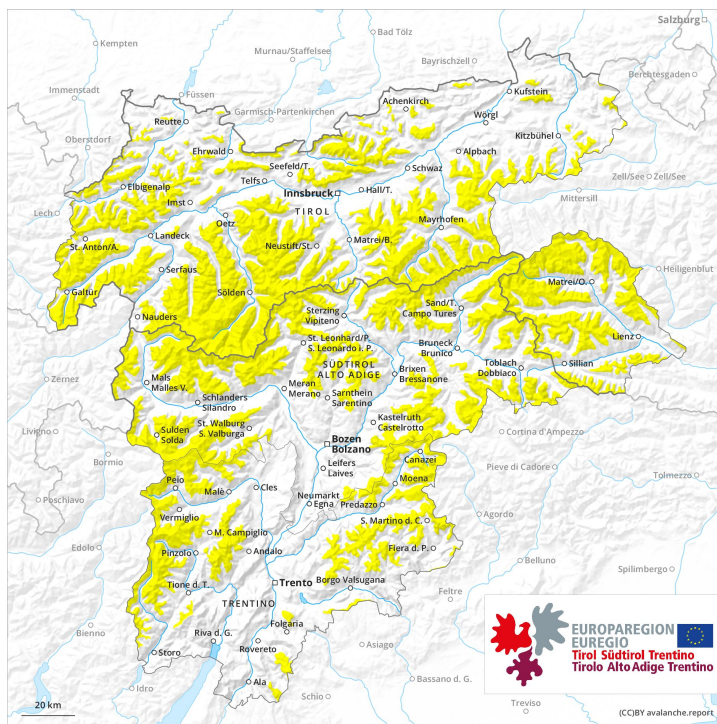 Salzburg
Kempten
Bad Tölz
Murnau/Staffelsee
Bayrischzell
Berchtesgaden
Immenstadt
Füssen
Achenkirch
Kufstein
Garmisch-Partenkirchen
Reutte
Wörgl
Oberstdorf
Ehrwald
Kitzbühel
Seefeld/T.
Alpbach
Schwaz
Telfs
Elbigenalp
Innsbruck
Hall/T.
Zell/See
Zell/See
Imst
Mittersill
Lech
TIROL
Oetz
Mayrhofen
Landeck
Neustift/St.
Matrei/B.
St. Anton/A.
Serfaus
Heiligenblut
Matrei/O.
Galtür
Sölden
Sand/T.
Campo Tures
Nauders
Sterzing
Vipiteno
Lienz
St. Leonhard/P.
S. Leonardo i. P.
Bruneck
Brunico
Toblach
Dobbiaco
Sillian
SÜDTIROL
ALTO ADIGE
Brixen
Bressanone
Zernez
Mals
Malles V.
Meran
Merano
Schlanders
Silandro
Sarnthein
Sarentino
St. Walburg
S. Valburga
Kastelruth
Castelrotto
Livigno
Sulden
Solda
Cortina d'Ampezzo
Bozen
Bolzano
Canazei
Bormio
Leifers
Laives
Pieve di Cadore
Tolmezzo
Peio
Moena
Poschiavo
Malè
Cles
Neumarkt
Egna
Predazzo
Agordo
Vermiglio
S. Martino d. C.
M. Campiglio
Edolo
Pinzolo
Andalo
Fiera d. P.
Belluno
Spilimbergo
Tione d. T.
Trento
Borgo Valsugana
Feltre
TRENTINO
Bienno
Folgaria
Riva d. G.
Storo
Rovereto
Asiago
Idro
Ala
Bassano d. G.
Schio
Treviso
EUROPAREGION
EUREGIO
Tirol Südtirol Trentino
Tirolo Alto Adige Trentino
20 km
(CC)BY avalanche.report